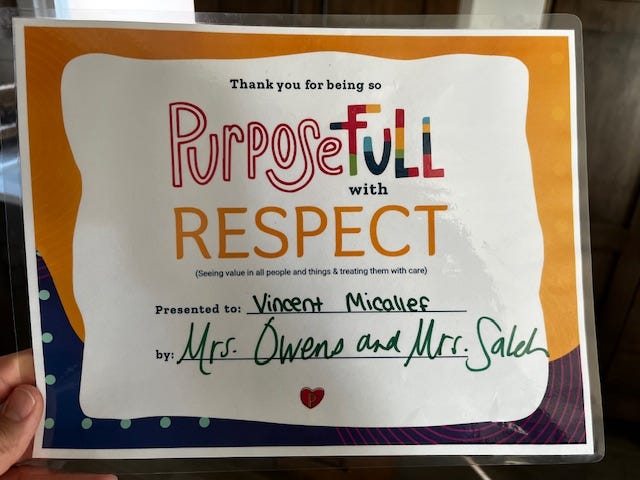 Thank you for being so
PurposeFULL
with
RESPECT
(Seeing value in all people and things & treating them with care)
Presented to: Vincent Micallef
by: Mrs. Owens and Mrs. Saleh
P